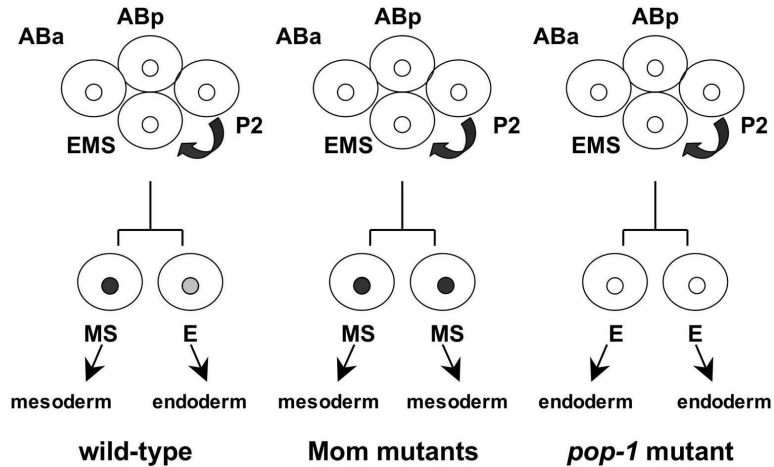 ABp ABp ABp
ABa ABa ABa
P2 P2 P2
EMS EMS EMS
MS E MS MS E E
mesoderm endoderm mesoderm mesoderm endoderm endoderm
wild-type Mom mutants pop-1 mutant